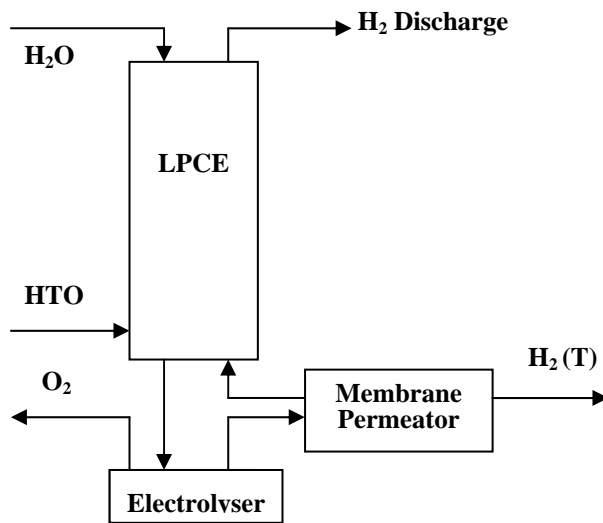 H₂ Discharge
H₂O
LPCE
HTO
H₂ (T)
O₂
Membrane
Permeator
Electrolyser